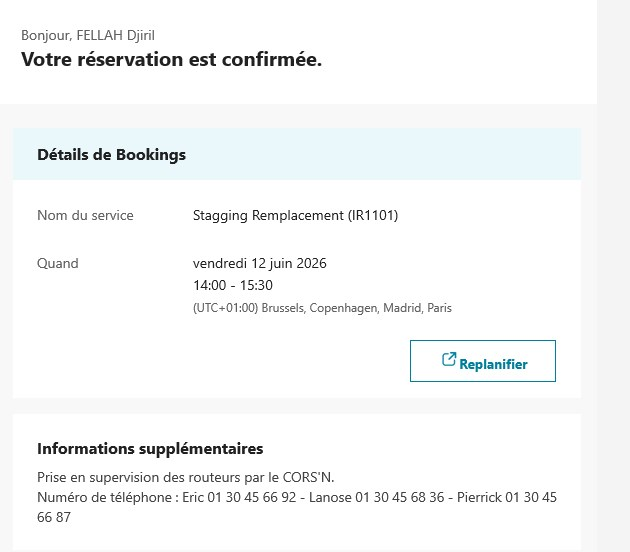 Bonjour, FELLAH Djiril
Votre réservation est confirmée.
Détails de Bookings
Nom du service
Stagging Remplacement (IR1101)
Quand
vendredi 12 juin 2026
14:00 - 15:30
(UTC+01:00) Brussels, Copenhagen, Madrid, Paris
Replanifier
Informations supplémentaires
Prise en supervision des routeurs par le CORS'N.
Numéro de téléphone : Eric 01 30 45 66 92 - Lanose 01 30 45 68 36 - Pierrick 01 30 45
66 87